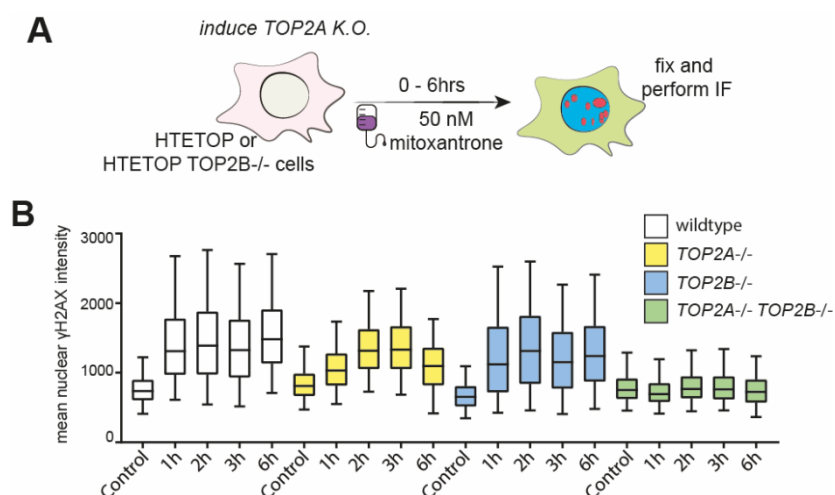 A
induce TOP2A K.O.
HTETOP or
HTETOP TOP2B-/- cells
0 - 6hrs
50 nM
mitoxantrone
fix and
perform IF
B
mean nuclear γH2AX intensity
3000
2000
1000
0
wildtype
TOP2A-/-
TOP2B-/-
TOP2A-/- TOP2B-/-
Control
1h
2h
3h
6h
Control
1h
2h
3h
6h
Control
1h
2h
3h
6h
Control
1h
2h
3h
6h